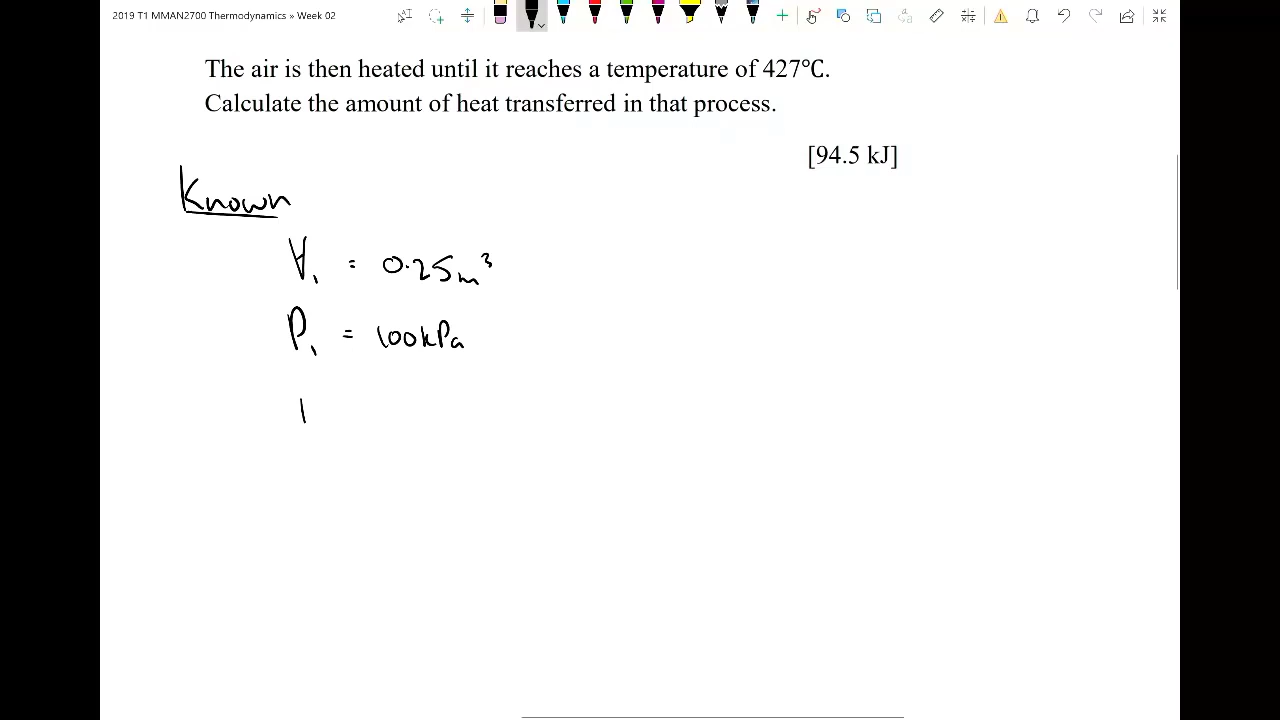 2019 T1 MMAN2700 Thermodynamics » Week 02
The air is then heated until it reaches a temperature of 427°C.
Calculate the amount of heat transferred in that process.
[94.5 kJ]
Known
V₁ = 0.25m³
P₁ = 100kPa